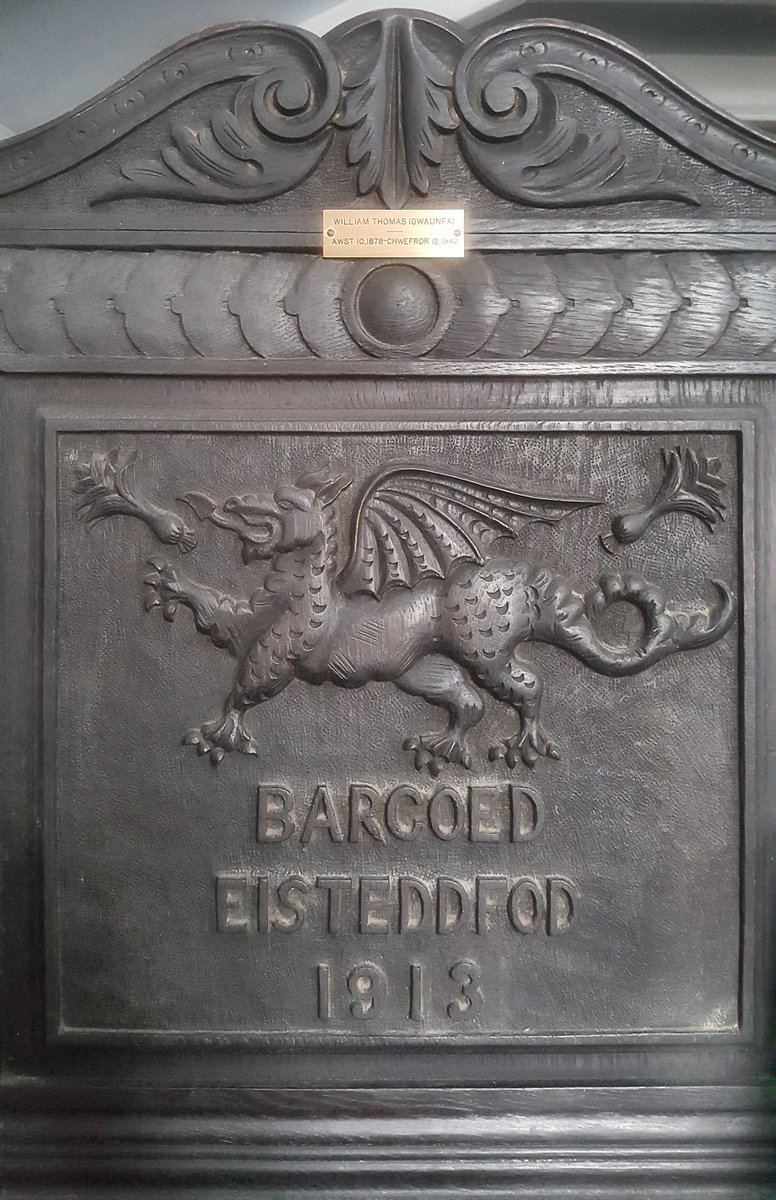 WILLIAM THOMAS (GWAUNFA)
AWST 10,1878-CHWEFROR 12,1942
BARGOED
EISTEDDFOD
1913